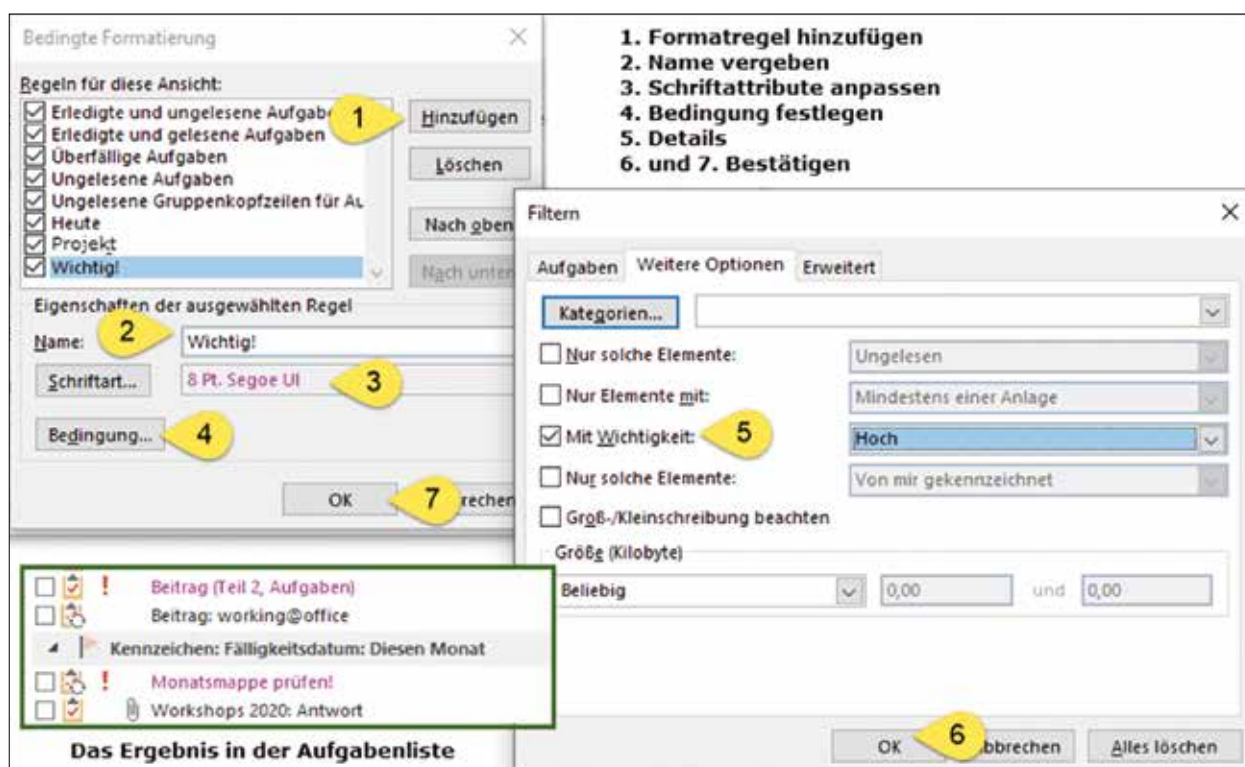 Bedingte Formatierung
Regeln für diese Ansicht:
Erledigte und ungelesene Aufgabe
Erledigte und gelesene Aufgaben
Überfällige Aufgaben
Ungelesene Aufgaben
Ungelesene Gruppenkopfzeilen für Au
Heute
Projekt
Wichtig!
1
Hinzufügen
Löschen
Nach oben
Nach unten
Eigenschaften der ausgewählten Regel
Name:
2
Wichtig!
Schriftart...
8 Pt. Segoe UI
3
Bedingung...
4
OK
7
rechen
1. Formatregel hinzufügen
2. Name vergeben
3. Schriftattribute anpassen
4. Bedingung festlegen
5. Details
6. und 7. Bestätigen
Filtern
Aufgaben Weitere Optionen Erweitert
Kategorien...
Nur solche Elemente: Ungelesen
Nur Elemente mit: Mindestens einer Anlage
Mit Wichtigkeit: 5 Hoch
Nur solche Elemente: Von mir gekennzeichnet
Groß-/Kleinschreibung beachten
Größe (Kilobyte)
Beliebig 0,00 und 0,00
OK 6 bbrechen Alles löschen
! Beitrag (Teil 2, Aufgaben)
Beitrag: working@office
Kennzeichen: Fälligkeitsdatum: Diesen Monat
! Monatsmappe prüfen!
Workshops 2020: Antwort
Das Ergebnis in der Aufgabenliste